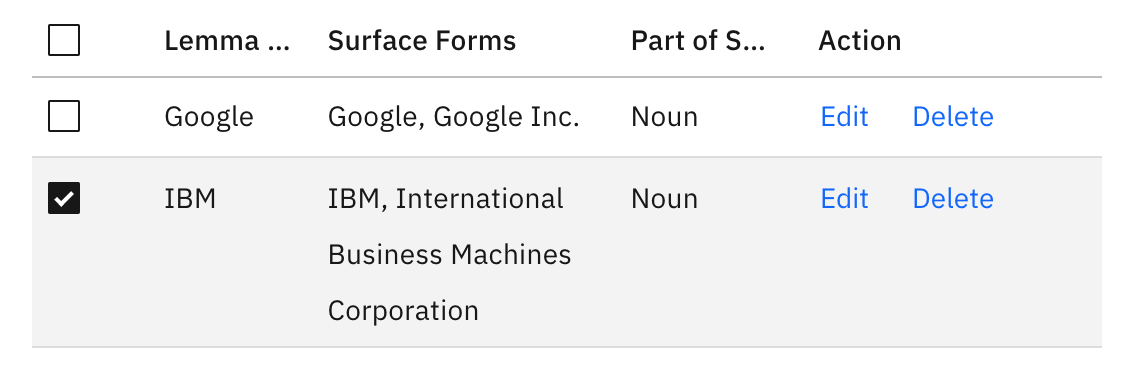 Lemma ... Surface Forms Part of S... Action
Google Google, Google Inc. Noun Edit Delete
IBM IBM, International Noun Edit Delete
Business Machines
Corporation